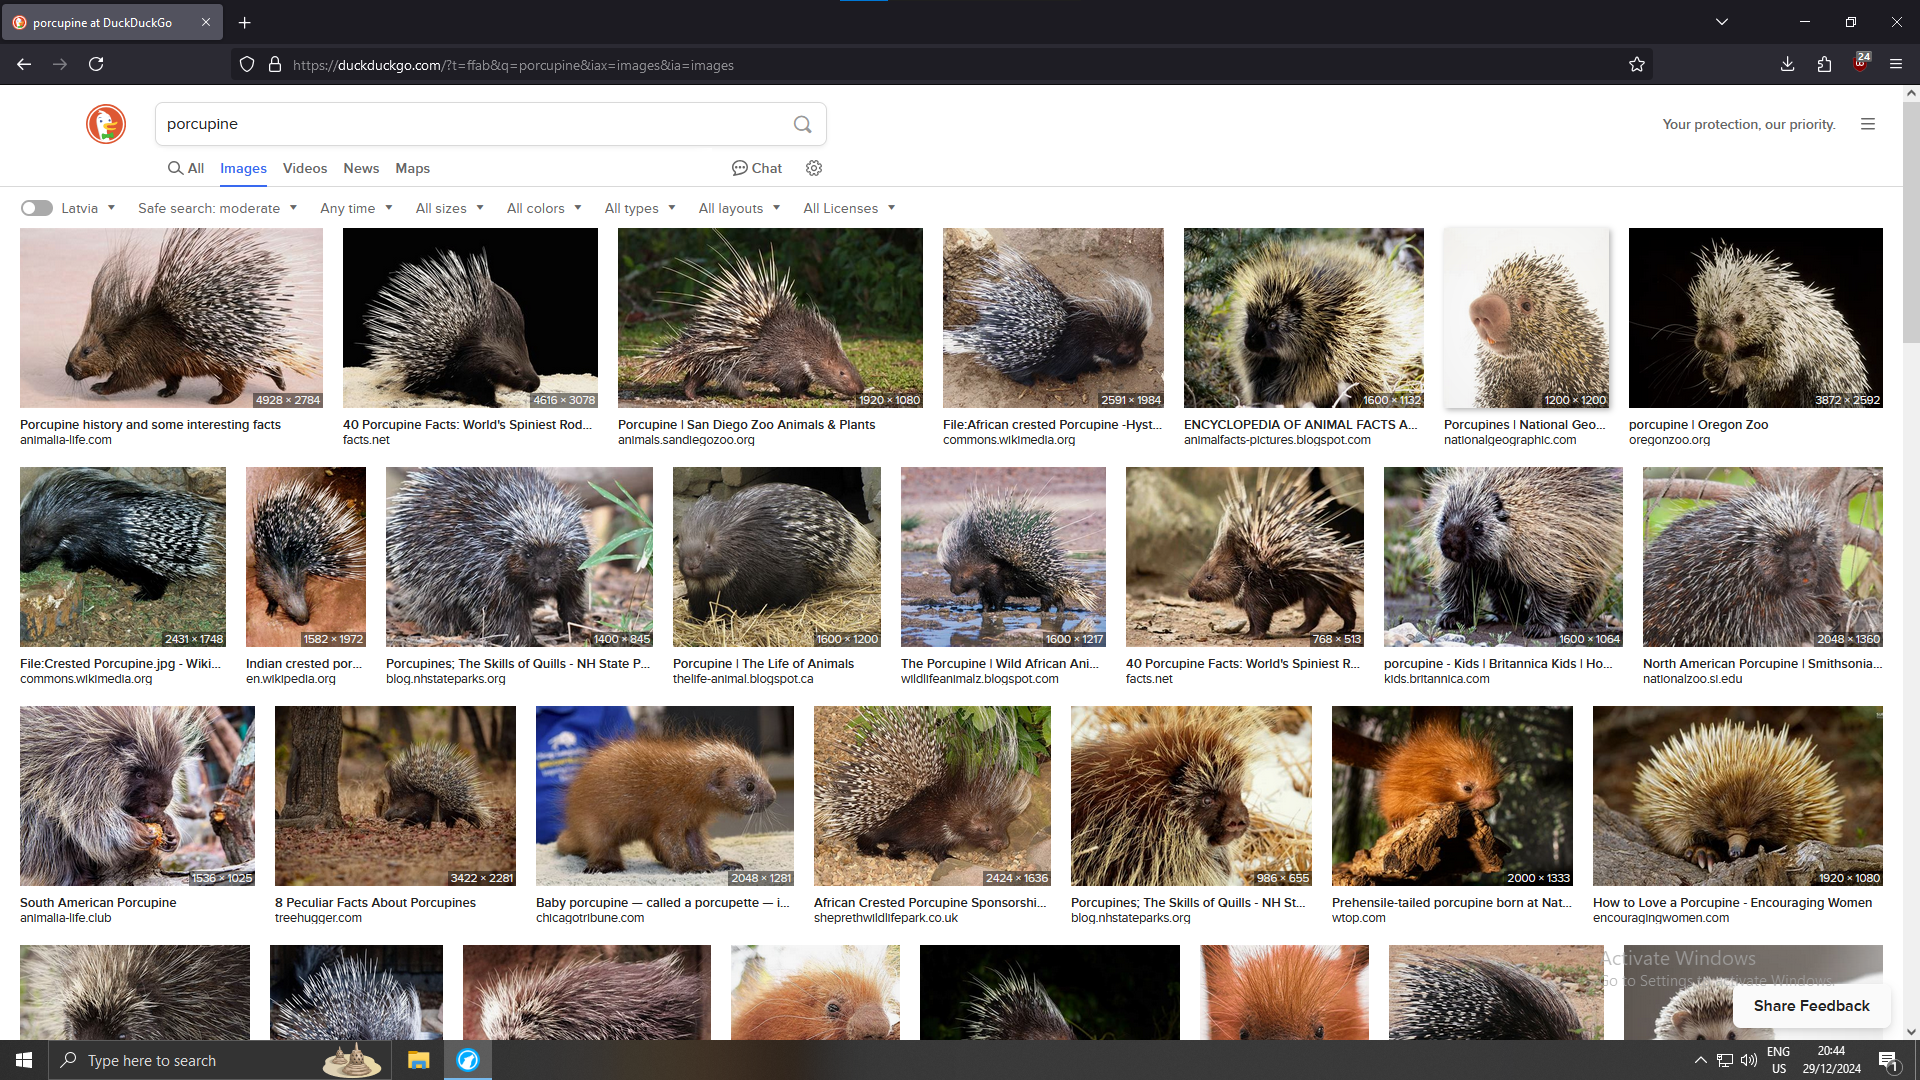 porcupine at DuckDuckGo
https://duckduckgo.com/?t=ffab&q=porcupine&iax=images&ia=images
24
porcupine
Your protection, our priority.
All Images Videos News Maps Chat
Latvia Safe search: moderate Any time All sizes All colors All types All layouts All Licenses
4928 × 2784
4616 × 3078
1920 × 1080
2591 × 1984
1600 × 1132
1200 × 1200
3872 × 2592
Porcupine history and some interesting facts
animalia-life.com
40 Porcupine Facts: World's Spiniest Rod...
facts.net
Porcupine | San Diego Zoo Animals & Plants
animals.sandiegozoo.org
File:African crested Porcupine -Hyst...
commons.wikimedia.org
ENCYCLOPEDIA OF ANIMAL FACTS A...
animalfacts-pictures.blogspot.com
Porcupines | National Geo...
nationalgeographic.com
porcupine | Oregon Zoo
oregonzoo.org
2431 × 1748
1582 × 1972
1400 × 845
1600 × 1200
1600 × 1217
768 × 513
1600 × 1064
2048 × 1360
File:Crested Porcupine.jpg - Wiki...
commons.wikimedia.org
Indian crested por...
en.wikipedia.org
Porcupines; The Skills of Quills - NH State P...
blog.nhstateparks.org
Porcupine | The Life of Animals
thelife-animal.blogspot.ca
The Porcupine | Wild African Ani...
wildlifeanimalz.blogspot.com
40 Porcupine Facts: World's Spiniest R...
facts.net
porcupine - Kids | Britannica Kids | Ho...
kids.britannica.com
North American Porcupine | Smithsonia...
nationalzoo.si.edu
1536 × 1025
3422 × 2281
2048 × 1281
2424 × 1636
986 × 655
2000 × 1333
1920 × 1080
South American Porcupine
animalia-life.club
8 Peculiar Facts About Porcupines
treehugger.com
Baby porcupine — called a porcupette — i...
chicagotribune.com
African Crested Porcupine Sponsorshi...
sheprethwildlifepark.co.uk
Porcupines; The Skills of Quills - NH St...
blog.nhstateparks.org
Prehensile-tailed porcupine born at Nat...
wtop.com
How to Love a Porcupine - Encouraging Women
encouragingwomen.com
Activate Windows
Go to Settings to activate Windows.
Share Feedback
Type here to search
ENG
US
20:44
29/12/2024
1